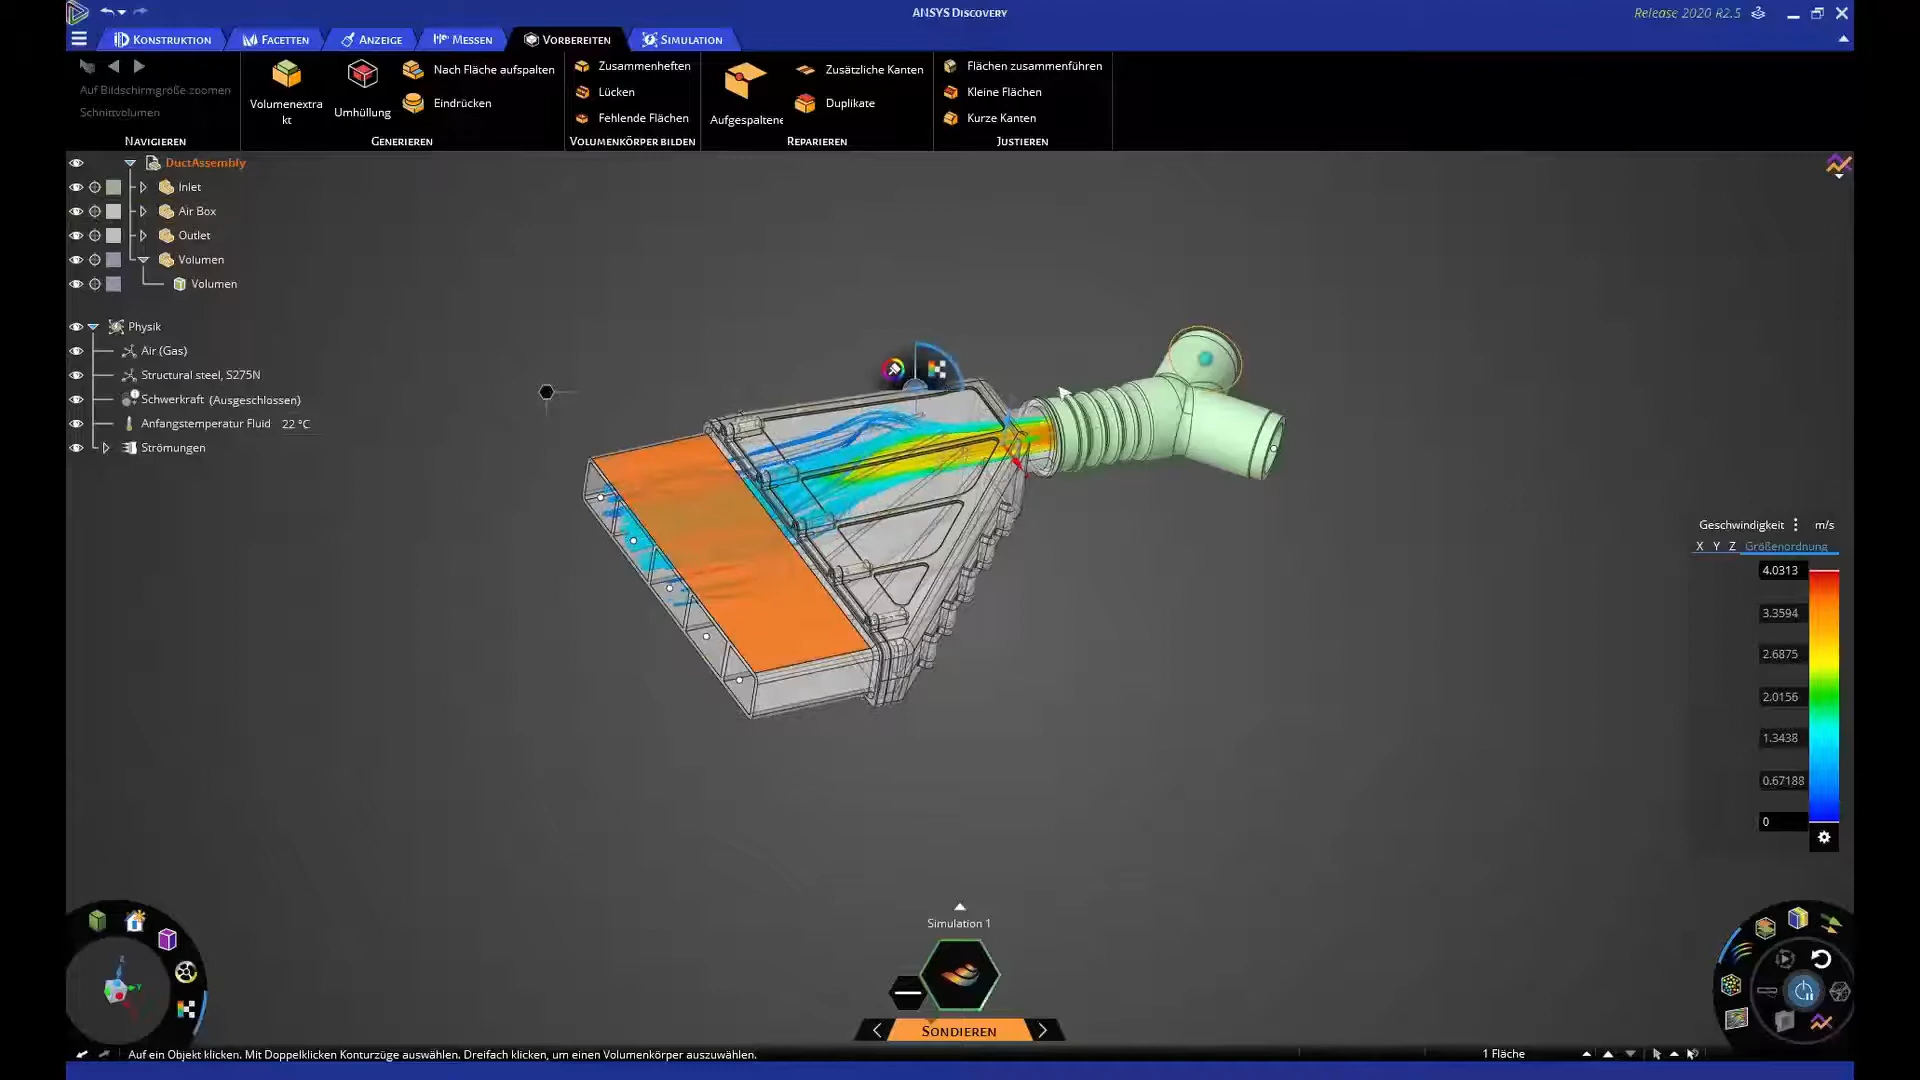 ANSYS DISCOVERY
Release 2020 R2.5
KONSTRUKTION
FACETTEN
ANZEIGE
MESSEN
VORBEREITEN
SIMULATION
Auf Bildschirmgröße zoomen
Schnittvolumen
NAVIGIEREN
Volumenextra
kt
Umhüllung
Nach Fläche aufspalten
Eindrücken
GENERIEREN
Zusammenheften
Lücken
Fehlende Flächen
VOLUMENKÖRPER BILDEN
Aufgespaltene
Zusätzliche Kanten
Duplikate
REPARIEREN
Flächen zusammenführen
Kleine Flächen
Kurze Kanten
JUSTIEREN
DuctAssembly
Inlet
Air Box
Outlet
Volumen
Volumen
Physik
Air (Gas)
Structural steel, S275N
Schwerkraft (Ausgeschlossen)
Anfangstemperatur Fluid 22 °C
Strömungen
Geschwindigkeit m/s
X Y Z Größenordnung
4.0313
3.3594
2.6875
2.0156
1.3438
0.67188
0
Simulation 1
SONDIEREN
Auf ein Objekt klicken. Mit Doppelklicken Konturzüge auswählen. Dreifach klicken, um einen Volumenkörper auszuwählen.
1 Fläche